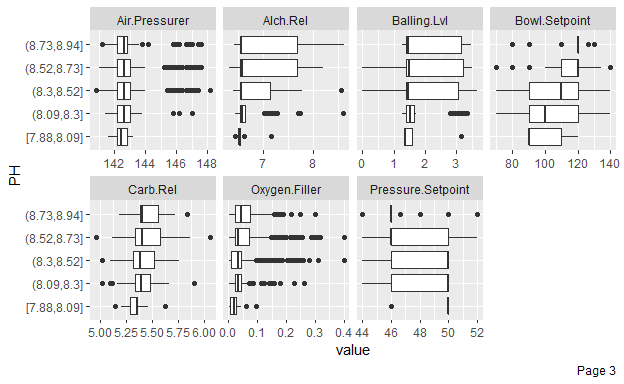 Air.Pressurer
Alch.Rel
Balling.Lvl
Bowl.Setpoint
(8.73,8.94]
(8.52,8.73]
(8.3,8.52]
(8.09,8.3]
[7.88,8.09]
142 144 146 148
7 8
0 1 2 3
80 100 120 140
PH
Carb.Rel
Oxygen.Filler
Pressure.Setpoint
(8.73,8.94]
(8.52,8.73]
(8.3,8.52]
(8.09,8.3]
[7.88,8.09]
5.00 5.25 5.50 5.75 6.00
0.0 0.1 0.2 0.3 0.4
44 46 48 50 52
value
Page 3